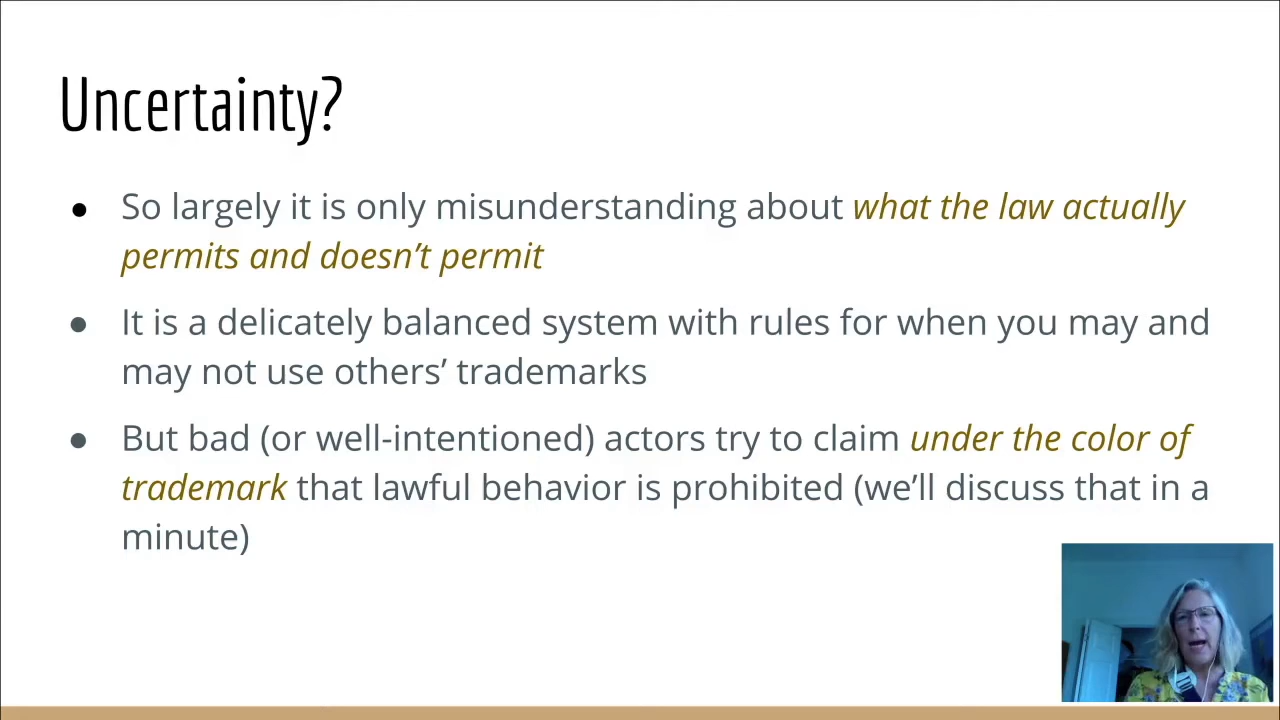 Uncertainty?
● So largely it is only misunderstanding about what the law actually
permits and doesn’t permit
● It is a delicately balanced system with rules for when you may and
may not use others’ trademarks
● But bad (or well-intentioned) actors try to claim under the color of
trademark that lawful behavior is prohibited (we’ll discuss that in a
minute)